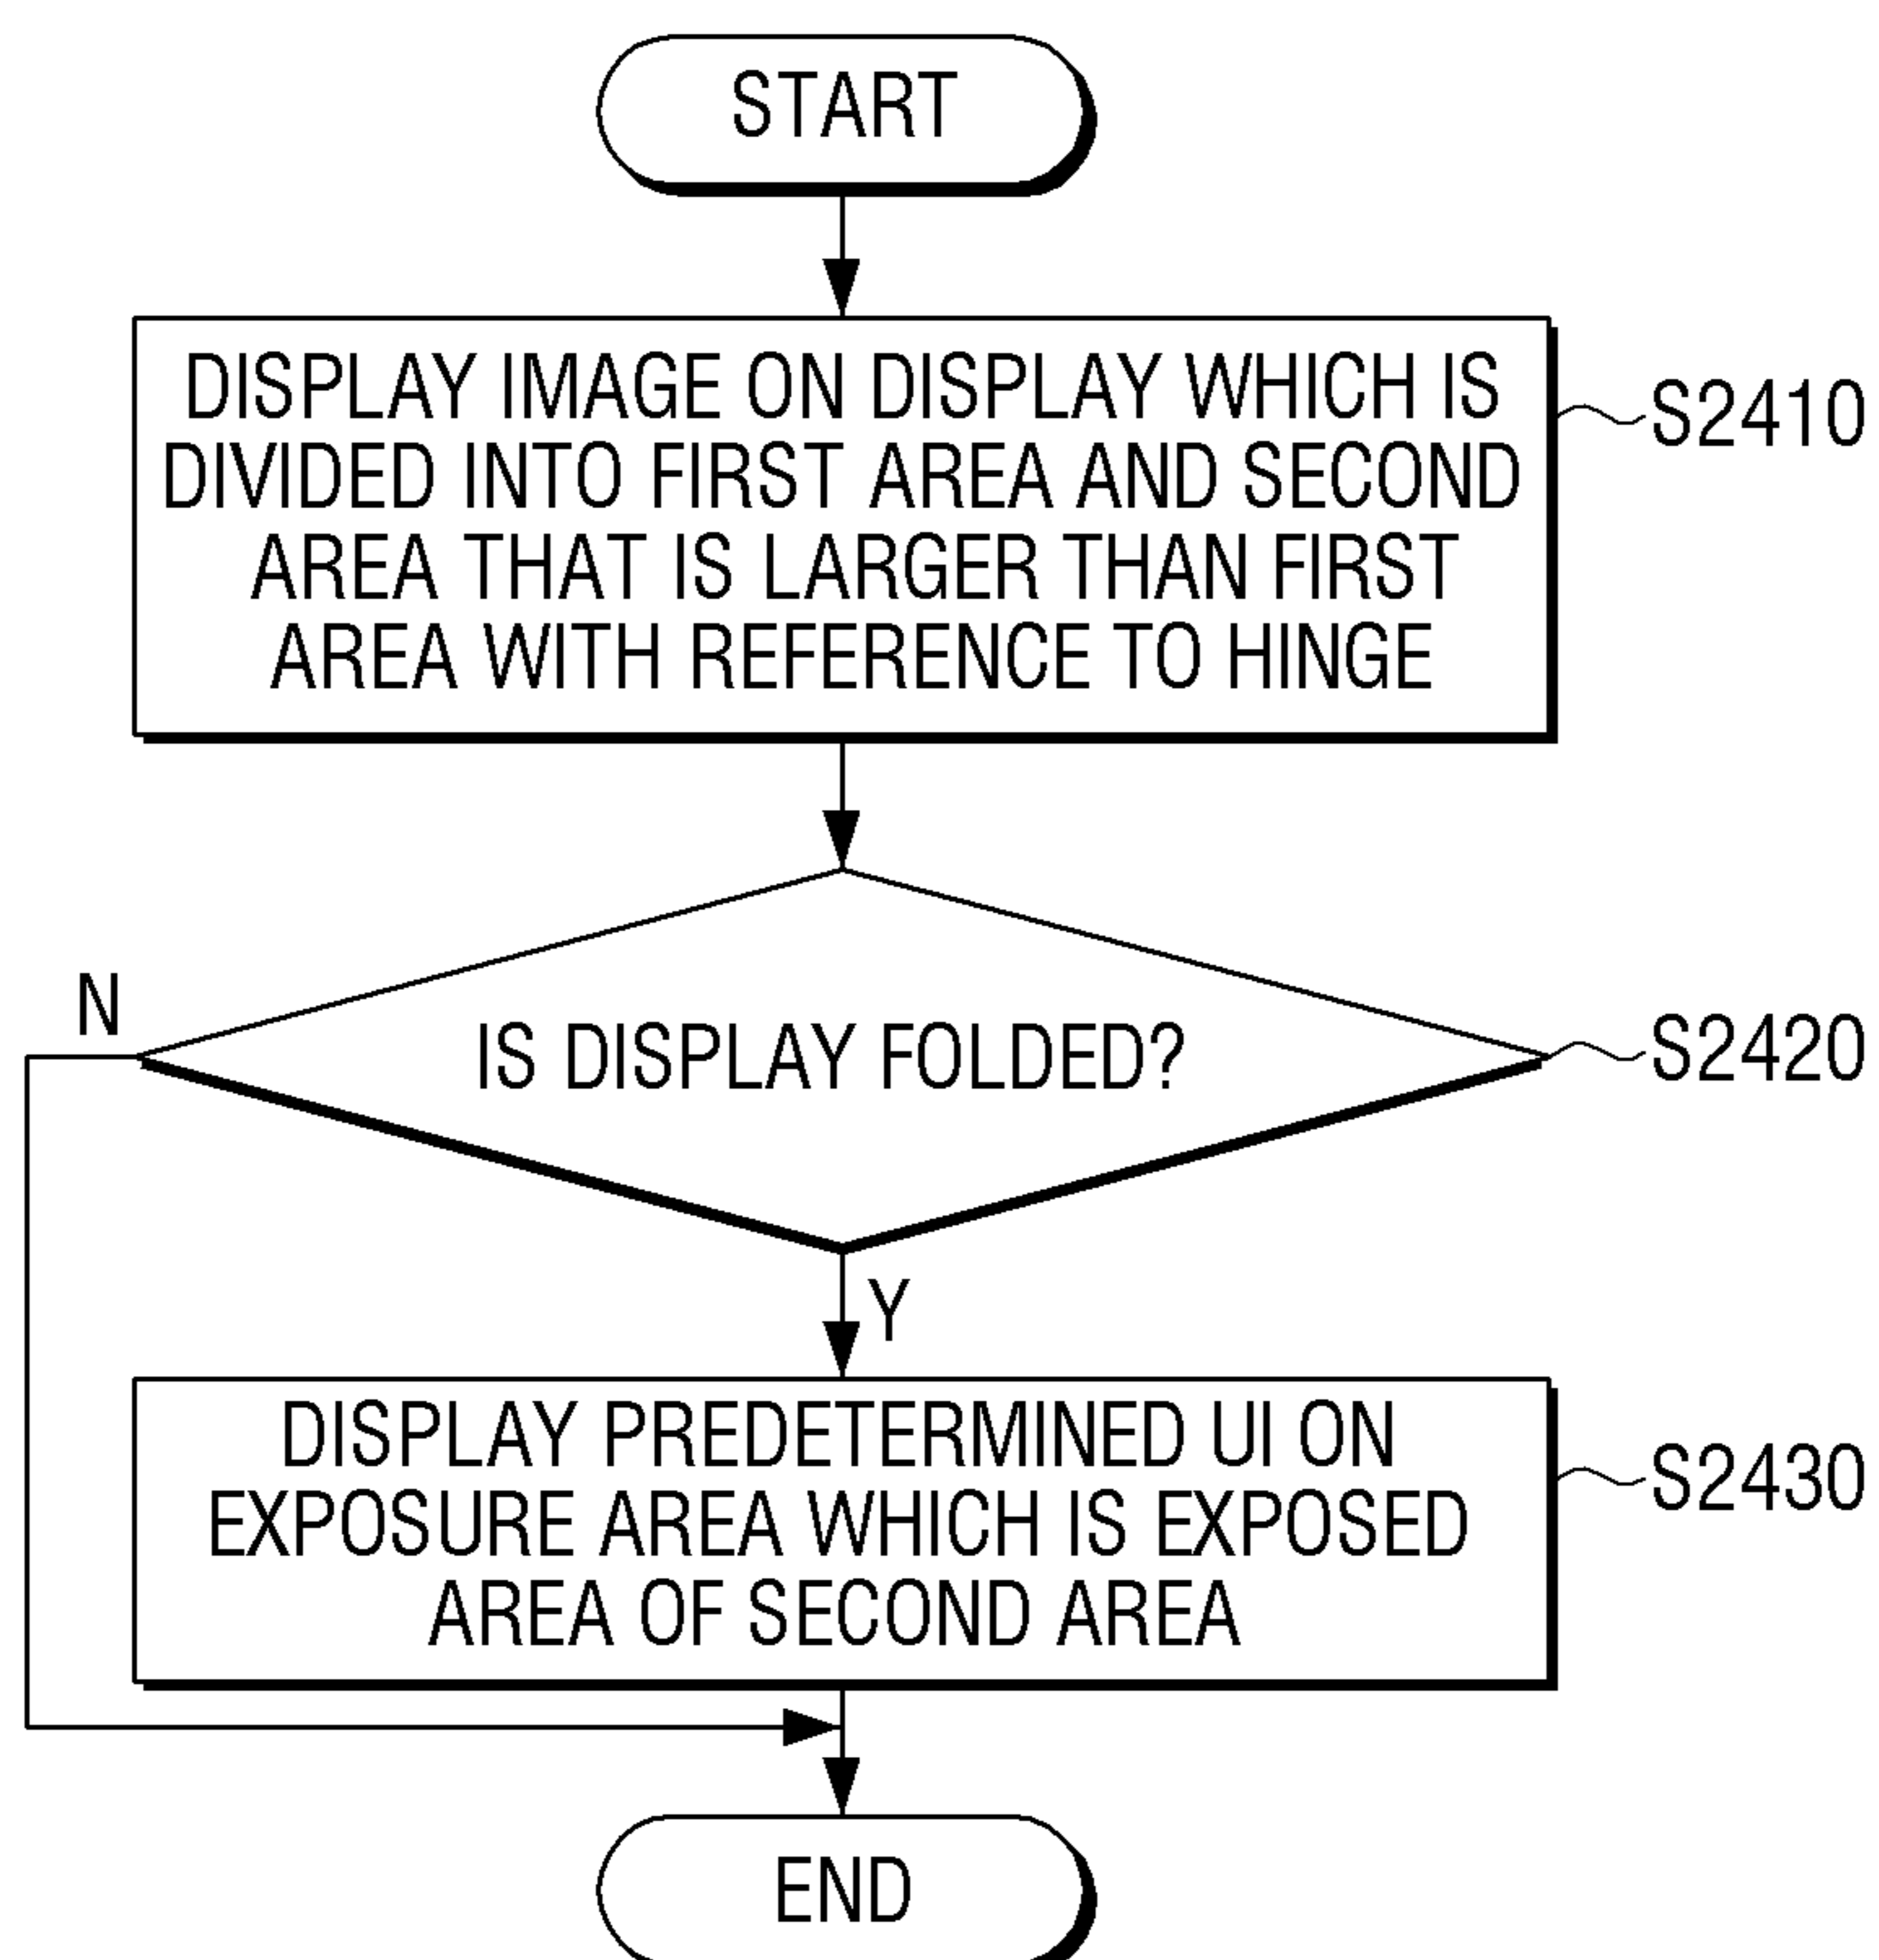 START
DISPLAY IMAGE ON DISPLAY WHICH IS
DIVIDED INTO FIRST AREA AND SECOND
AREA THAT IS LARGER THAN FIRST
AREA WITH REFERENCE TO HINGE
S2410
N
IS DISPLAY FOLDED?
S2420
Y
DISPLAY PREDETERMINED UI ON
EXPOSURE AREA WHICH IS EXPOSED
AREA OF SECOND AREA
S2430
END